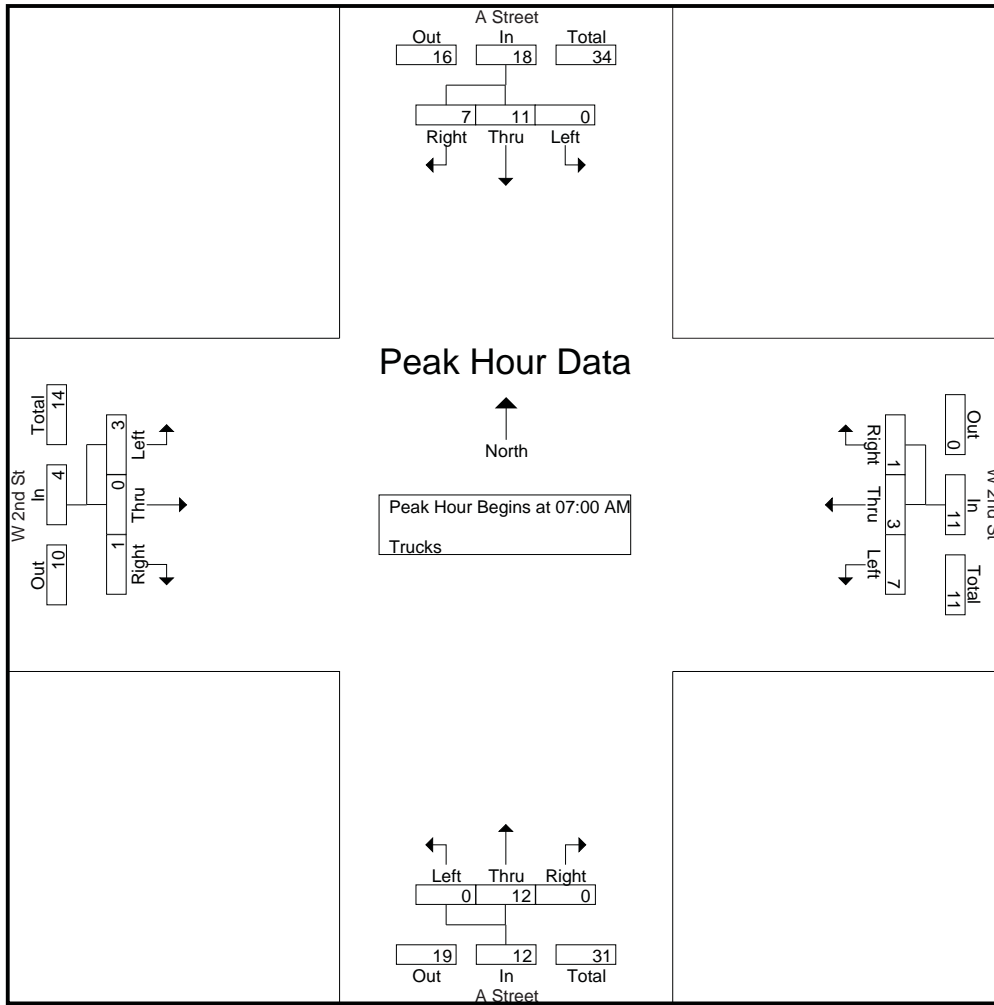 A Street
Out In Total
16 18 34
7 11 0
Right Thru Left
Peak Hour Data
North
Peak Hour Begins at 07:00 AM
Trucks
W 2nd St
Out In Total
10 4 14
3 0 1
Left Thru Right
W 2nd St
Out In Total
0 11 11
1 3 7
Right Thru Left
Left Thru Right
0 12 0
19 12 31
Out In Total
A Street